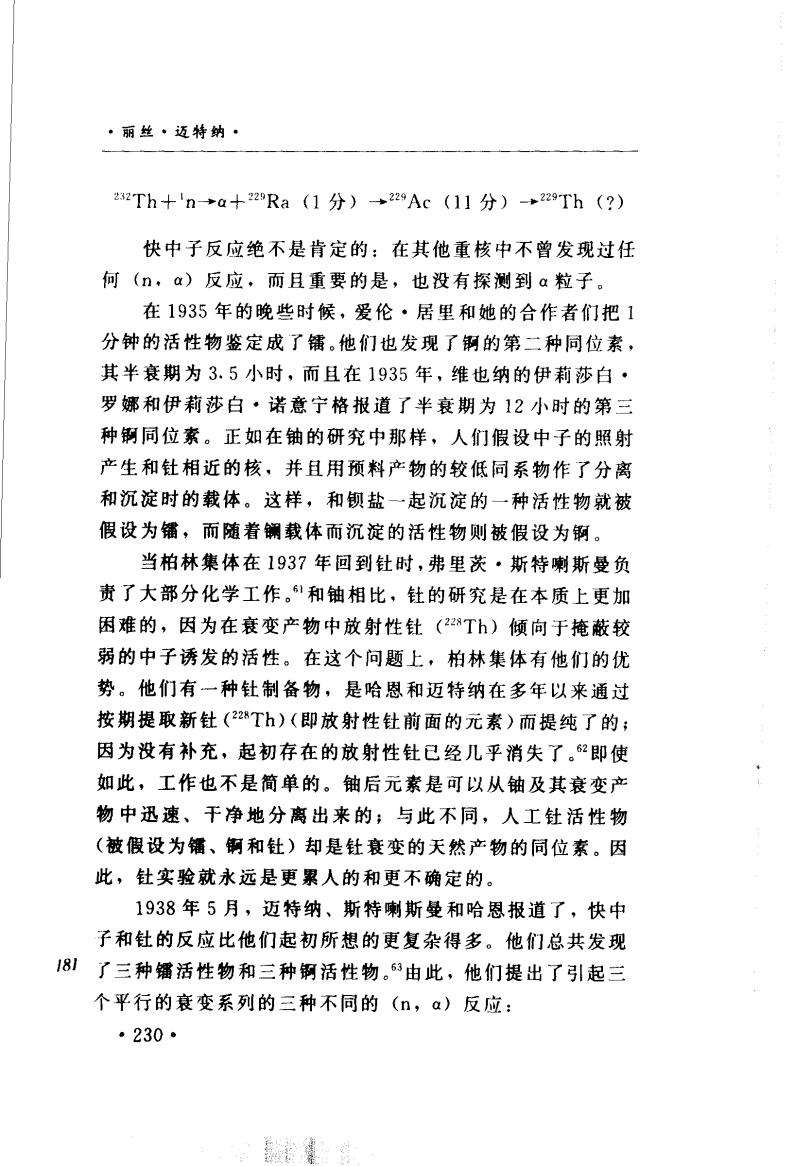 ·丽丝·迈特纳·
²³²Th+¹n→α+²²⁹Ra（1分）→²²⁹Ac（11分）→²²⁹Th（?）
快中子反应绝不是肯定的：在其他重核中不曾发现过任
何（n，α）反应，而且重要的是，也没有探测到α粒子。
在1935年的晚些时候，爱伦·居里和她的合作者们把1
分钟的活性物鉴定成了镭。他们也发现了锕的第二种同位素，
其半衰期为3.5小时，而且在1935年，维也纳的伊莉莎白·
罗娜和伊莉莎白·诺意宁格报道了半衰期为12小时的第三
种锕同位素。正如在铀的研究中那样，人们假设中子的照射
产生和钍相近的核，并且用预料产物的较低同系物作了分离
和沉淀时的载体。这样，和钡盐一起沉淀的一种活性物就被
假设为镭，而随着镧载体而沉淀的活性物则被假设为锕。
当柏林集体在1937年回到钍时，弗里茨·斯特喇斯曼负
责了大部分化学工作。⁶¹和铀相比，钍的研究是在本质上更加
困难的，因为在衰变产物中放射性钍（²²⁸Th）倾向于掩蔽较
弱的中子诱发的活性。在这个问题上，柏林集体有他们的优
势。他们有一种钍制备物，是哈恩和迈特纳在多年以来通过
按期提取新钍（²²⁸Th）（即放射性钍前面的元素）而提纯了的；
因为没有补充，起初存在的放射性钍已经几乎消失了。⁶²即使
如此，工作也不是简单的。铀后元素是可以从铀及其衰变产
物中迅速、干净地分离出来的；与此不同，人工钍活性物
（被假设为镭、锕和钍）却是钍衰变的天然产物的同位素。因
此，钍实验就永远是更累人的和更不确定的。
1938年5月，迈特纳、斯特喇斯曼和哈恩报道了，快中
子和钍的反应比他们起初所想的更复杂得多。他们总共发现
181 了三种镭活性物和三种锕活性物。⁶³由此，他们提出了引起三
个平行的衰变系列的三种不同的（n，α）反应：
·230·